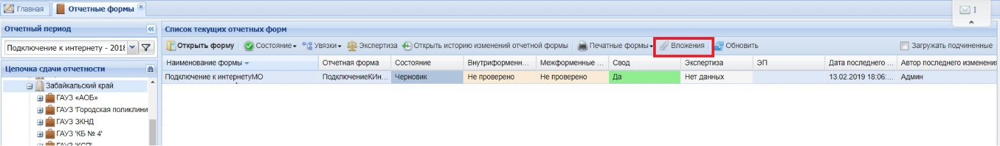 Главная Отчетные формы 1
Отчетный период
Список текущих отчетных форм
Подключение к интернету - 2018
Открыть форму Состояние Увязки Экспертиза Открыть историю изменений отчетной формы Печатные формы Вложения Обновить Загружать подчиненные
Цепочка сдачи отчетности
Наименование формы Отчетная форма Состояние Внутриформенн... Межформенные ... Свод Экспертиза ЭП Дата последнего ... Автор последнего изменения
Забайкальский край
Подключение к интернетуМО ПодключениеКИн... Черновик Не проверено Не проверено Да Нет данных 13.02.2019 18:06:... Админ
ГАУЗ «АОБ»
ГАУЗ 'Городская поликлини
ГАУЗ ЗКНД
ГАУЗ 'КБ № 4'
ГАУЗ 'КСП'